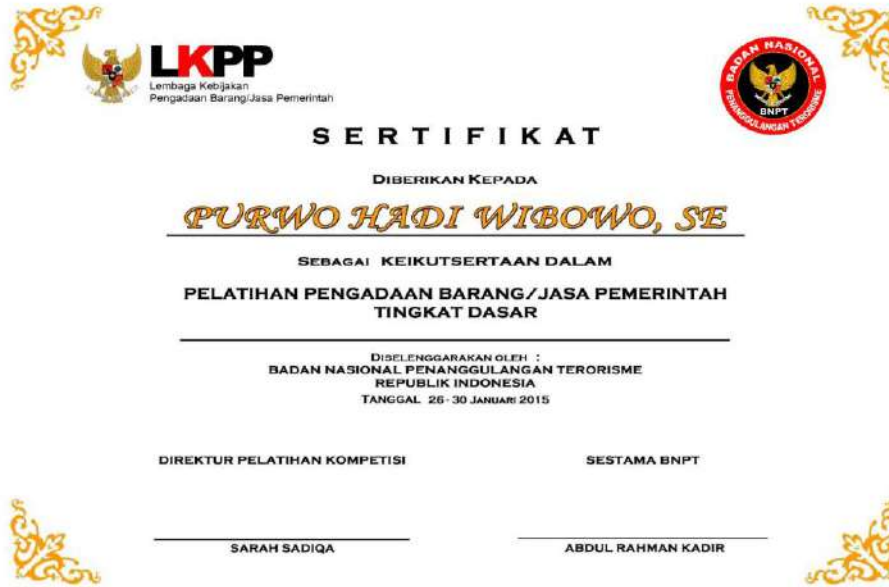 LKPP
Lembaga Kebijakan
Pengadaan Barang/Jasa Pemerintah
BADAN NASIONAL
PENANGGULANGAN TERORISME
BNPT
SERTIFIKAT
DIBERIKAN KEPADA
PURWO HADI WIBOWO, SE
SEBAGAI KEIKUTSERTAAN DALAM
PELATIHAN PENGADAAN BARANG/JASA PEMERINTAH
TINGKAT DASAR
DISELENGGARAKAN OLEH :
BADAN NASIONAL PENANGGULANGAN TERORISME
REPUBLIK INDONESIA
TANGGAL 26-30 JANUARI 2015
DIREKTUR PELATIHAN KOMPETISI
SESTAMA BNPT
SARAH SADIQA
ABDUL RAHMAN KADIR